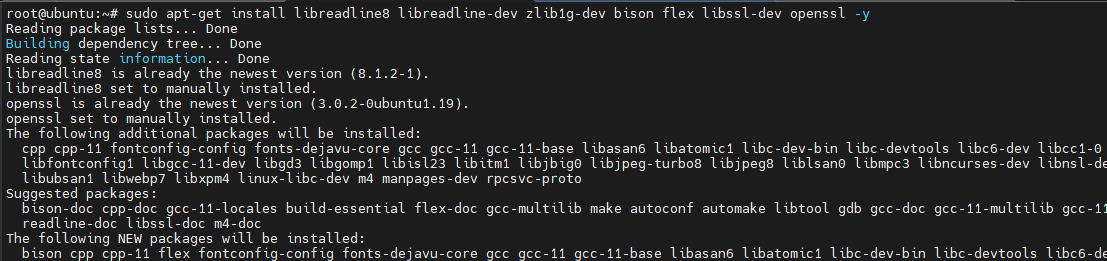 root@ubuntu:~# sudo apt-get install libreadline8 libreadline-dev zlib1g-dev bison flex libssl-dev openssl -y
Reading package lists... Done
Building dependency tree... Done
Reading state information... Done
libreadline8 is already the newest version (8.1.2-1).
libreadline8 set to manually installed.
openssl is already the newest version (3.0.2-0ubuntu1.19).
openssl set to manually installed.
The following additional packages will be installed:
  cpp cpp-11 fontconfig-config fonts-dejavu-core gcc gcc-11 gcc-11-base libasan6 libatomic1 libc-dev-bin libc-devtools libc6-dev libcc1-0
  libfontconfig1 libgcc-11-dev libgd3 libgomp1 libisl23 libitm1 libjbig0 libjpeg-turbo8 libjpeg8 liblsan0 libmpc3 libncurses-dev libnsl-de
  libubsan1 libwebp7 libxpm4 linux-libc-dev m4 manpages-dev rpcsvc-proto
Suggested packages:
  bison-doc cpp-doc gcc-11-locales build-essential flex-doc gcc-multilib make autoconf automake libtool gdb gcc-doc gcc-11-multilib gcc-11
  readline-doc libssl-doc m4-doc
The following NEW packages will be installed:
  bison cpp cpp-11 flex fontconfig-config fonts-dejavu-core gcc gcc-11 gcc-11-base libasan6 libatomic1 libc-dev-bin libc-devtools libc6-de